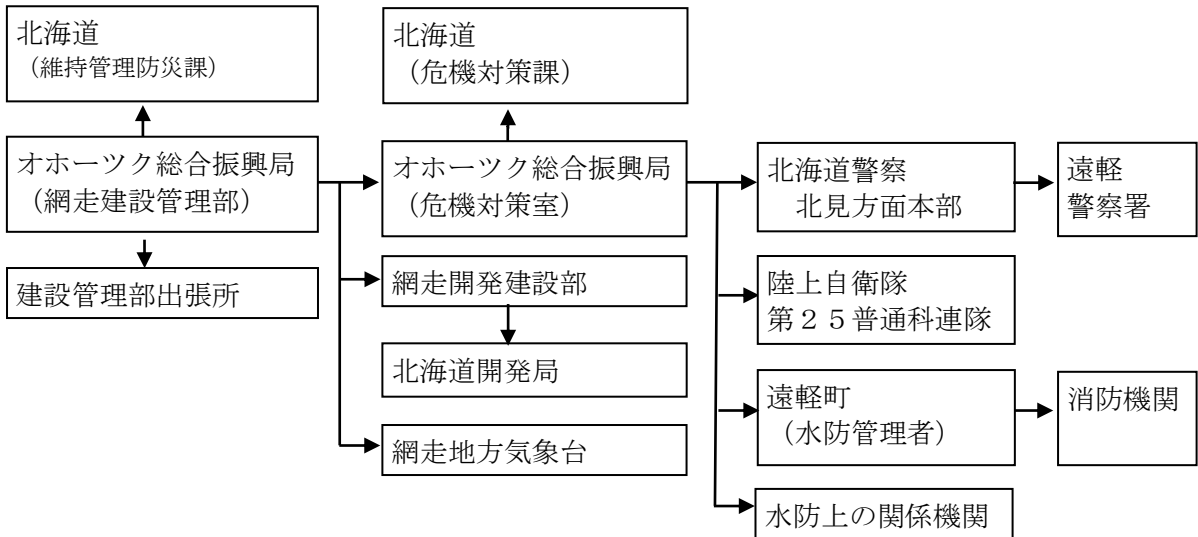 北海道
（維持管理防災課）
オホーツク総合振興局
（網走建設管理部）
建設管理部出張所
北海道
（危機対策課）
オホーツク総合振興局
（危機対策室）
網走開発建設部
北海道開発局
網走地方気象台
北海道警察
北見方面本部
遠軽
警察署
陸上自衛隊
第２５普通科連隊
遠軽町
（水防管理者）
消防機関
水防上の関係機関